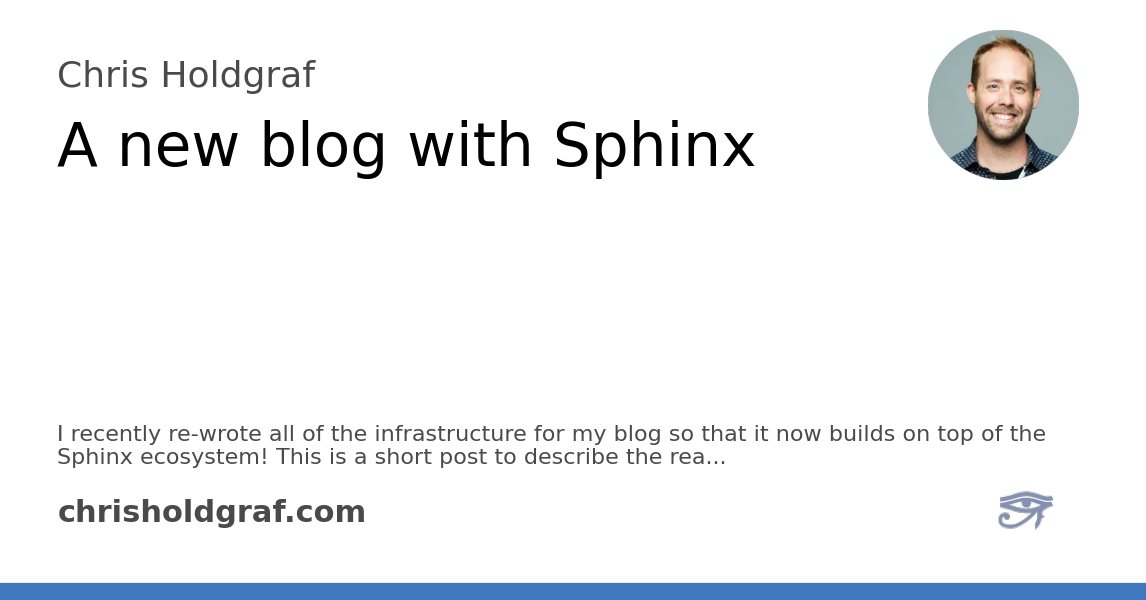 Chris Holdgraf
A new blog with Sphinx
I recently re-wrote all of the infrastructure for my blog so that it now builds on top of the
Sphinx ecosystem! This is a short post to describe the rea...
chrisholdgraf.com